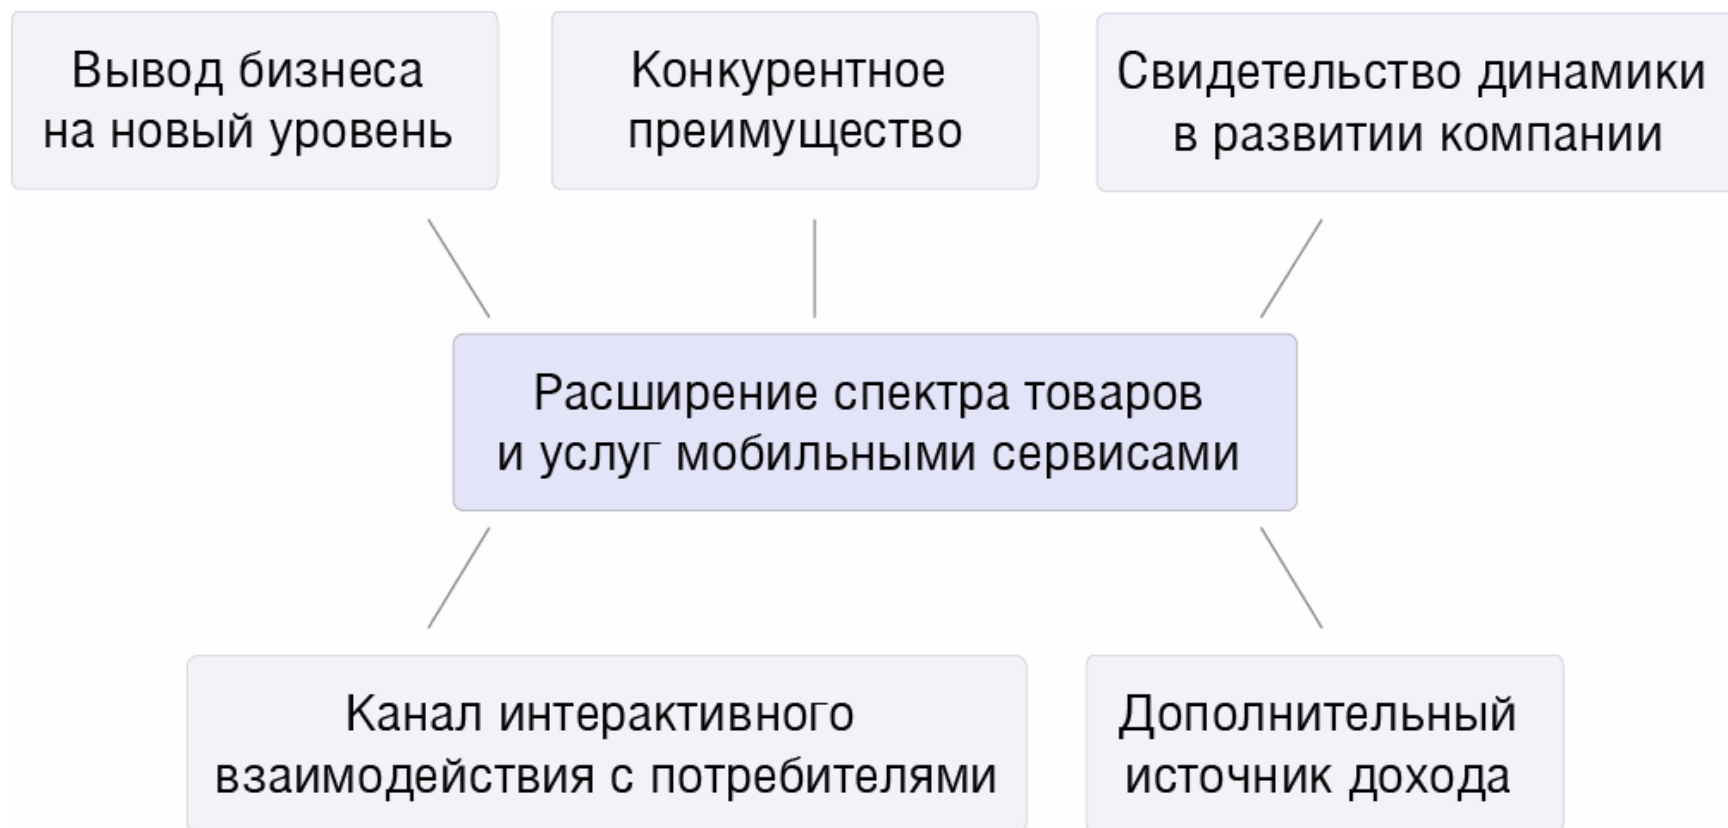 Вывод бизнеса
на новый уровень
Конкурентное
преимущество
Свидетельство динамики
в развитии компании
Расширение спектра товаров
и услуг мобильными сервисами
Канал интерактивного
взаимодействия с потребителями
Дополнительный
источник дохода